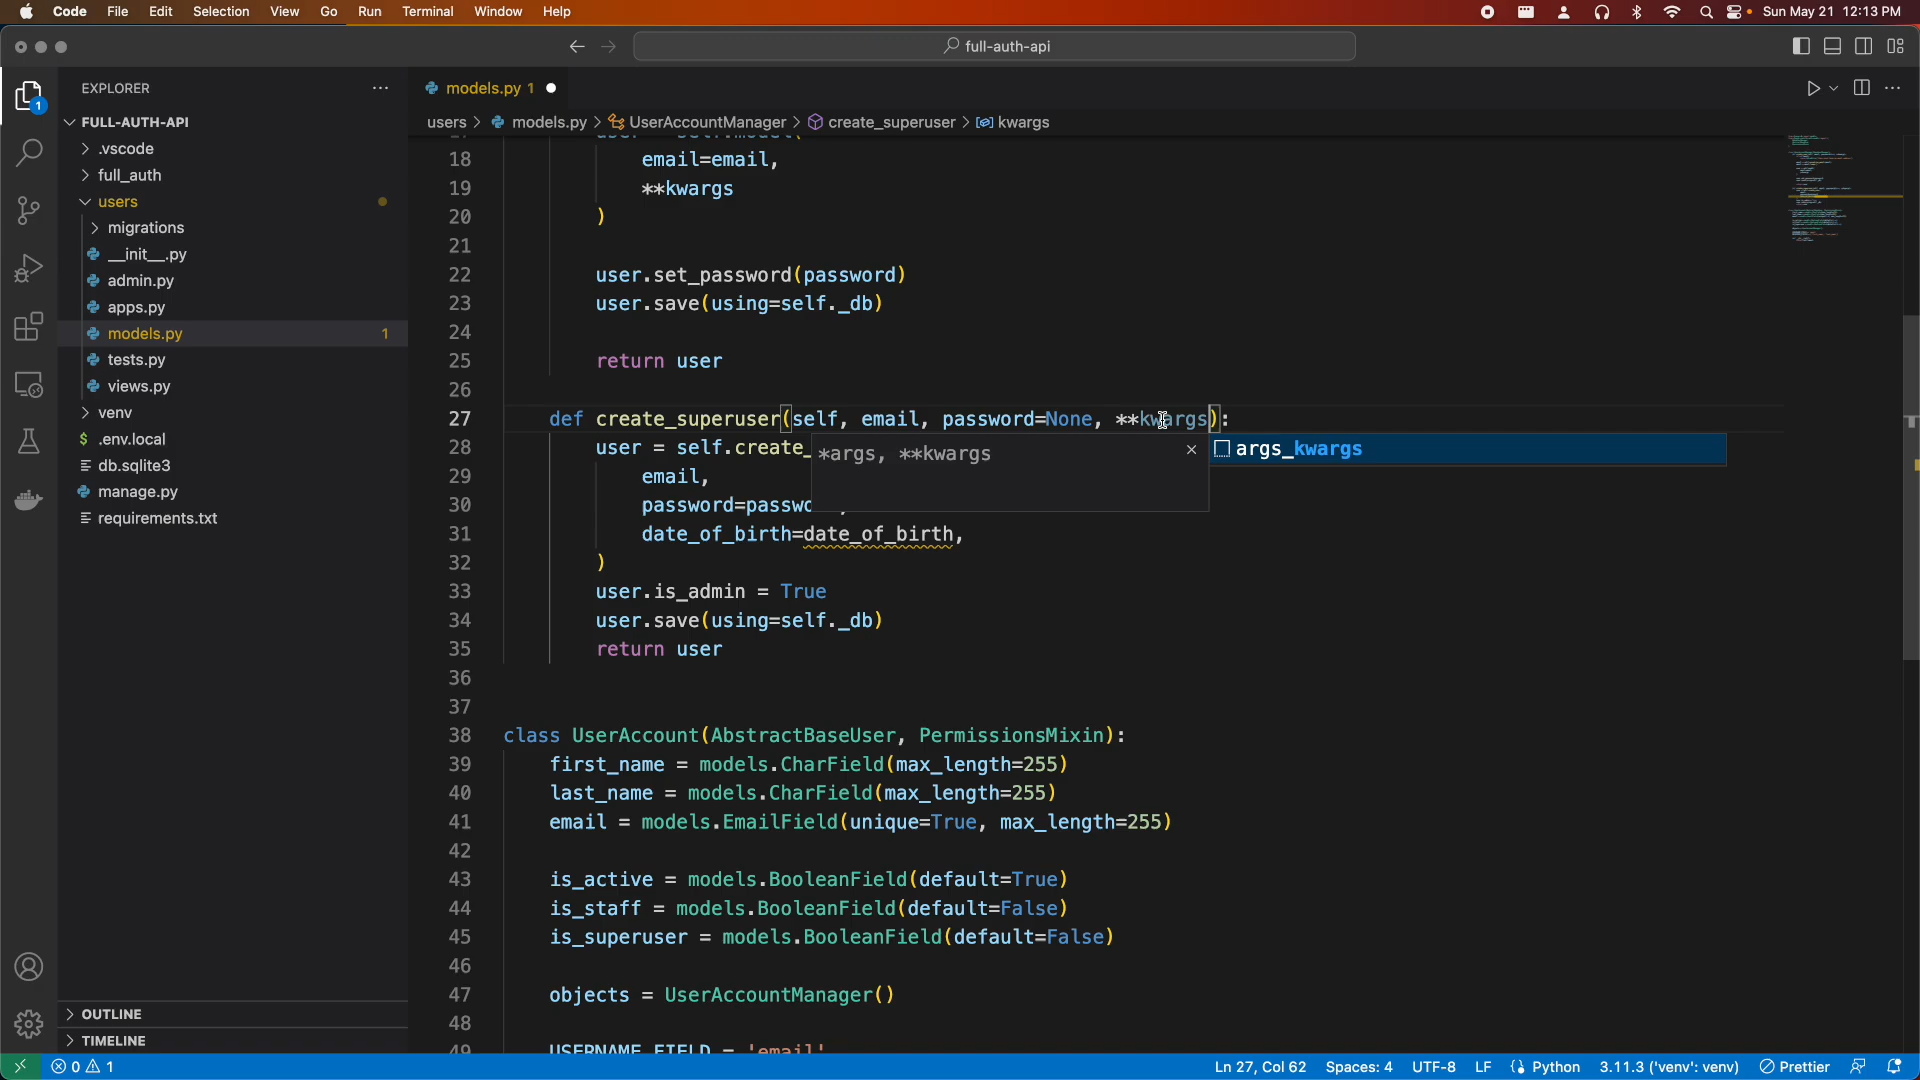 Code File Edit Selection View Go Run Terminal Window Help Sun May 21 12:13 PM
full-auth-api
EXPLORER
models.py 1
users > models.py > UserAccountManager > create_superuser > kwargs
FULL-AUTH-API
.vscode
full_auth
users
migrations
__init__.py
admin.py
apps.py
models.py 1
tests.py
views.py
venv
.env.local
db.sqlite3
manage.py
requirements.txt
OUTLINE
TIMELINE
1
18 email=email,
19 **kwargs
20 )
21
22 user.set_password(password)
23 user.save(using=self._db)
24
25 return user
26
27 def create_superuser(self, email, password=None, **kwargs):
28 user = self.create_
*args, **kwargs
args_kwargs
29 email,
30 password=passwo
31 date_of_birth=date_of_birth,
32 )
33 user.is_admin = True
34 user.save(using=self._db)
35 return user
36
37
38 class UserAccount(AbstractBaseUser, PermissionsMixin):
39 first_name = models.CharField(max_length=255)
40 last_name = models.CharField(max_length=255)
41 email = models.EmailField(unique=True, max_length=255)
42
43 is_active = models.BooleanField(default=True)
44 is_staff = models.BooleanField(default=False)
45 is_superuser = models.BooleanField(default=False)
46
47 objects = UserAccountManager()
48
49 USERNAME_FIELD = 'email'
0 1 Ln 27, Col 62 Spaces: 4 UTF-8 LF Python 3.11.3 ('venv': venv) Prettier